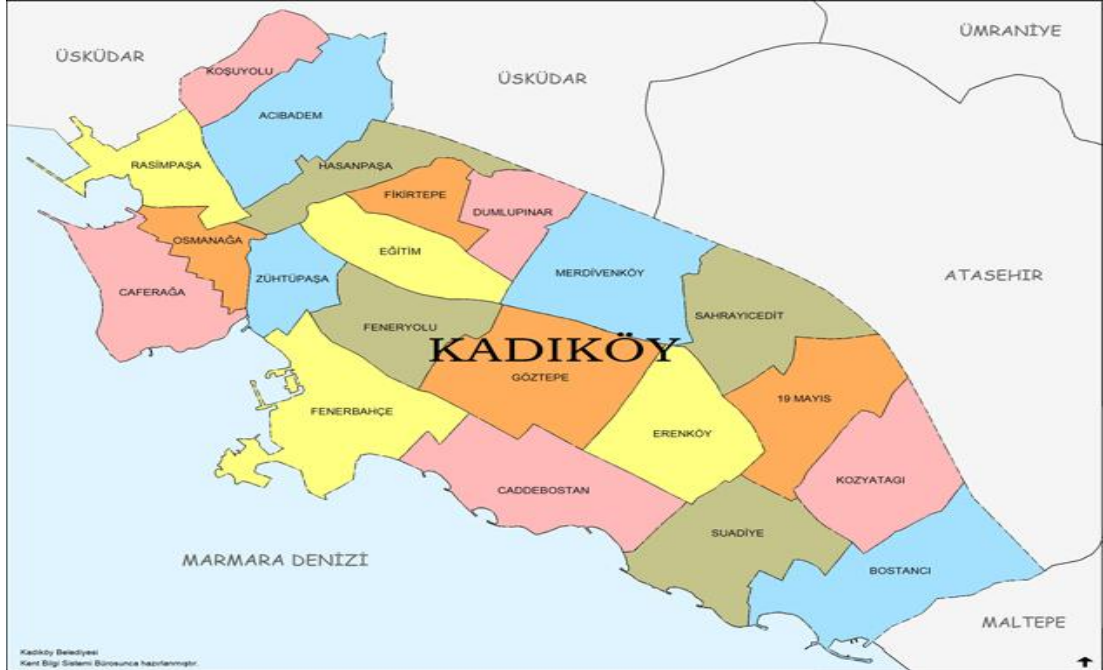 ÜMRANİYE
ÜSKÜDAR
KOŞUYOLU
ÜSKÜDAR
ACIBADEM
RASİMPAŞA
HASANPAŞA
FİKİRTEPE
DUMLUPINAR
OSMANAĞA
EĞİTİM
ZÜHTÜPAŞA
MERDİVENKÖY
ATASEHIR
CAFERAĞA
SAHRAYICEDİT
FENERYOLU
KADIKÖY
GÖZTEPE
19 MAYIS
FENERBAHÇE
ERENKÖY
KOZYATAGI
CADDEBOSTAN
SUADİYE
MARMARA DENİZİ
BOSTANCI
MALTEPE
Kadıköy Belediyesi
Kent Bilgi Sistemi Bürosunca hazırlanmıştır.